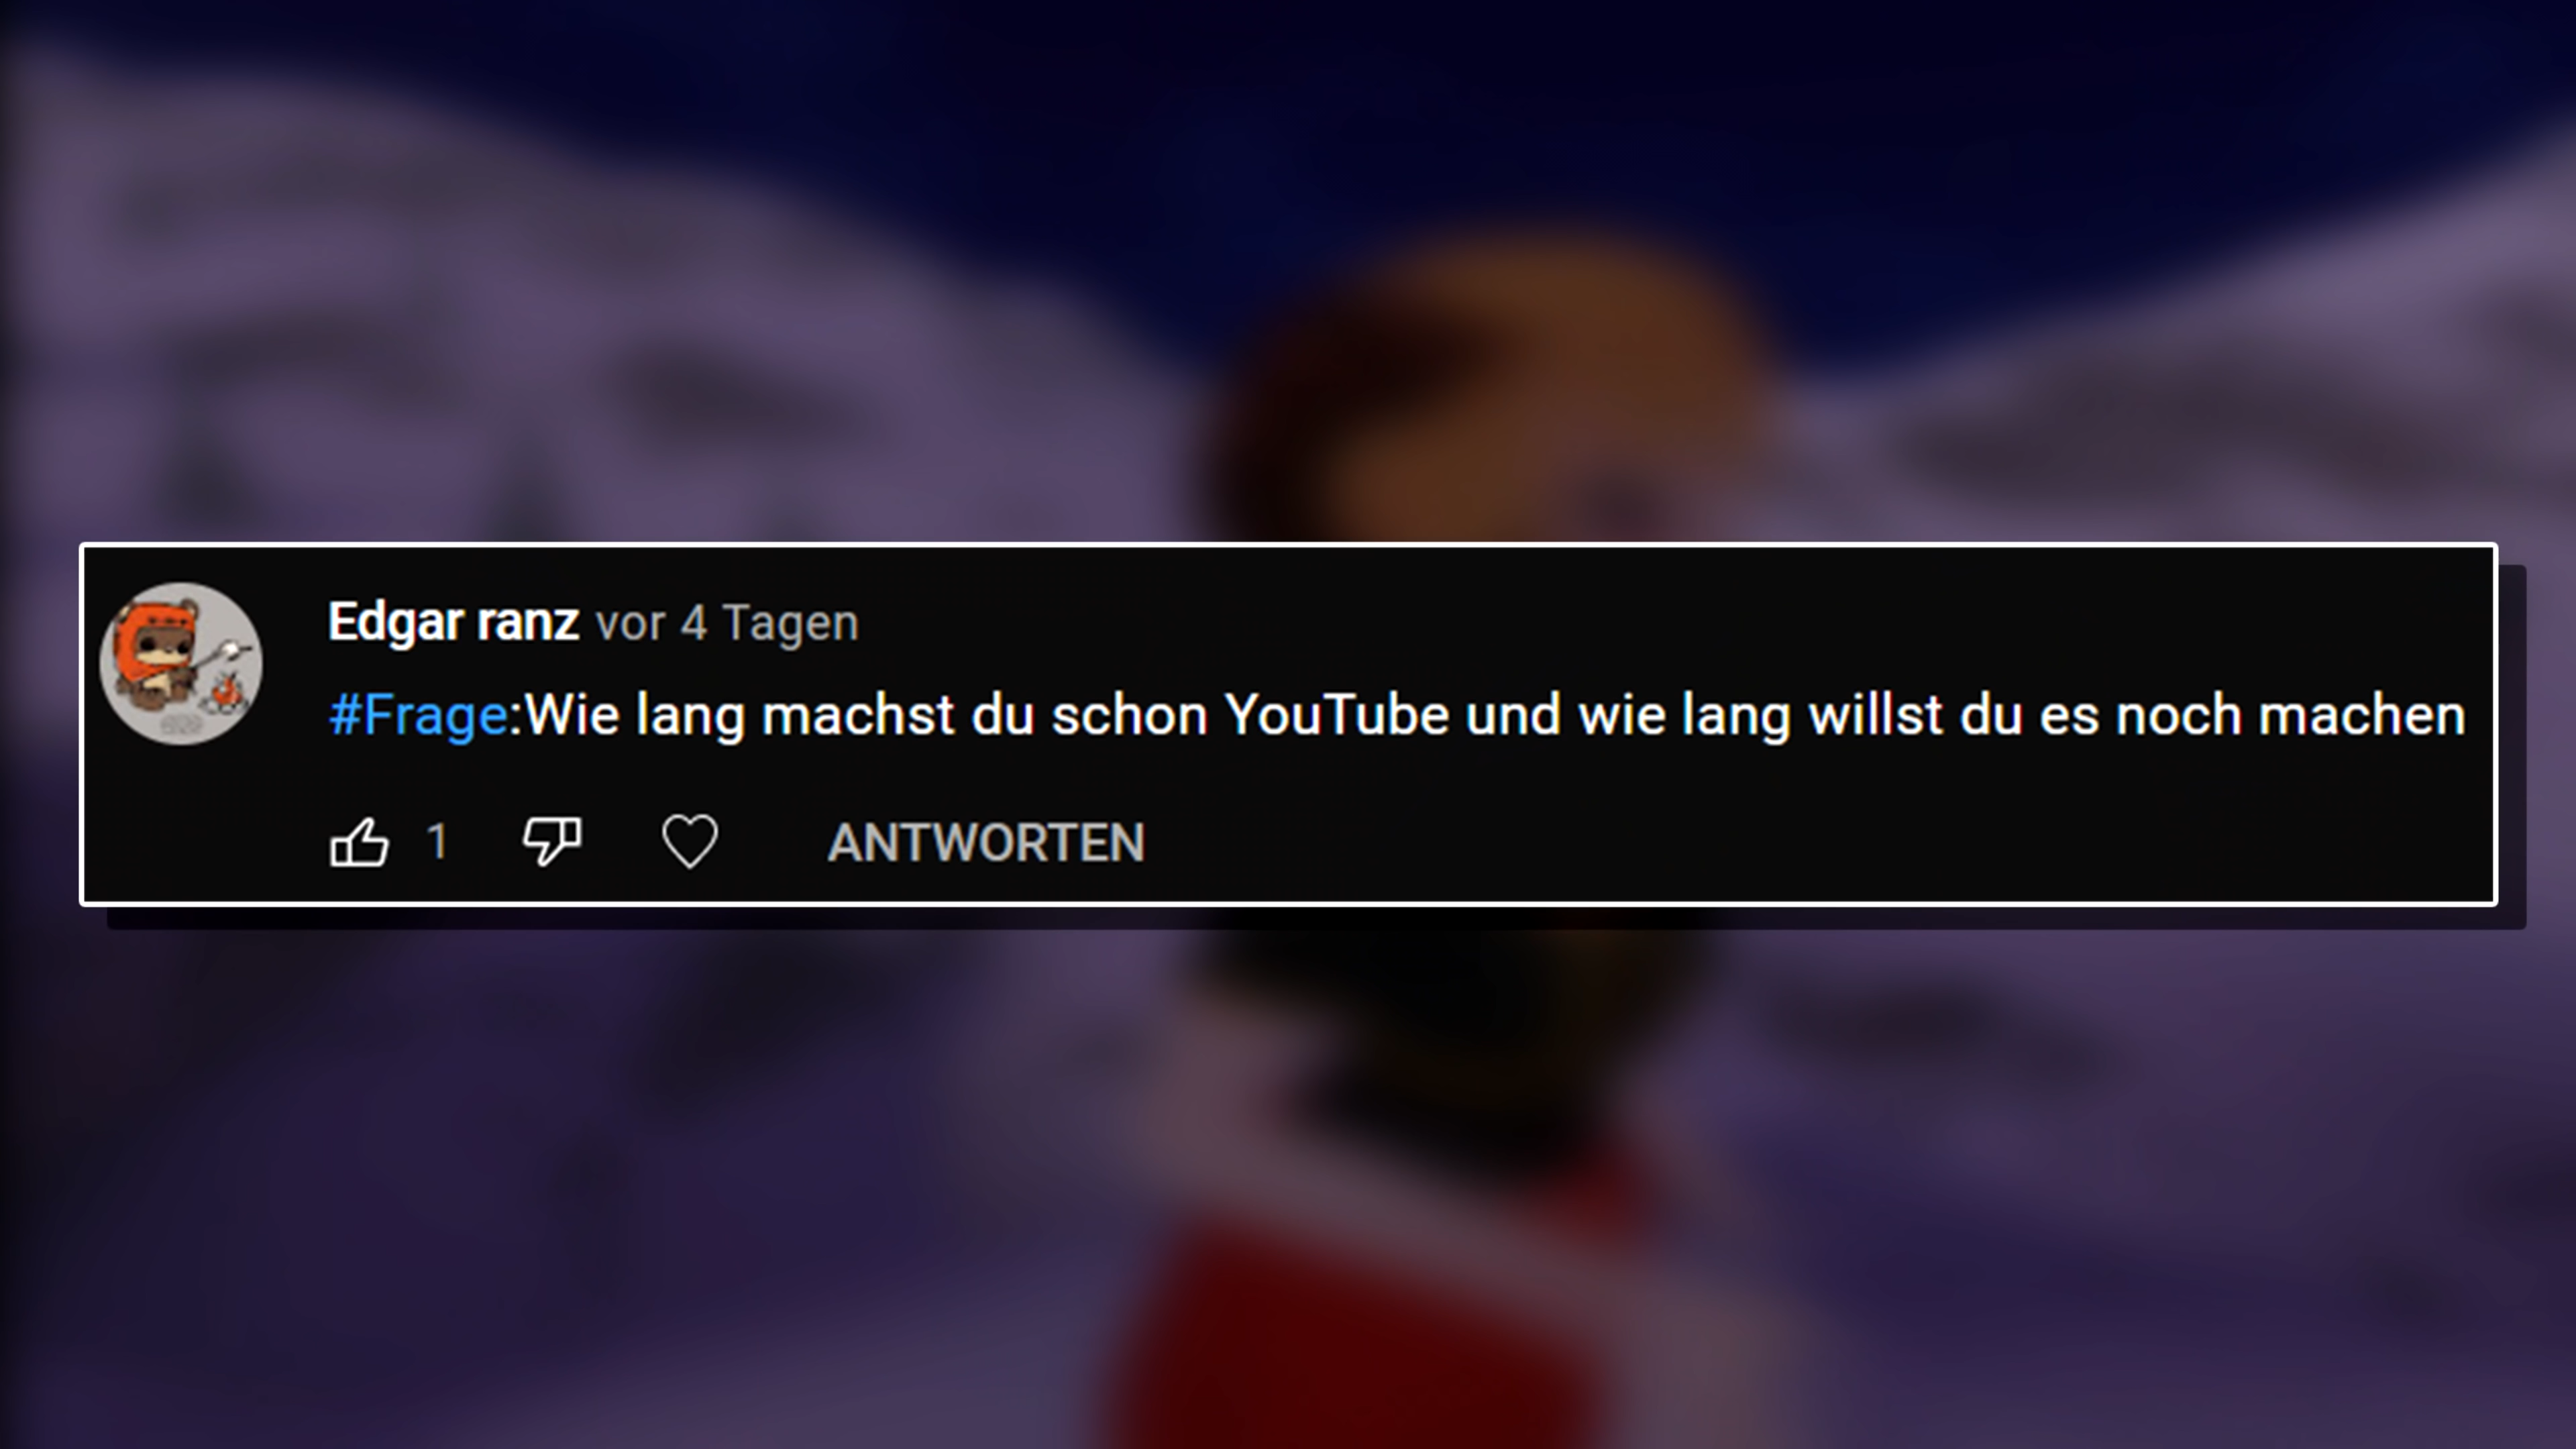 Edgar ranz vor 4 Tagen
#Frage:Wie lang machst du schon YouTube und wie lang willst du es noch machen
1 ANTWORTEN